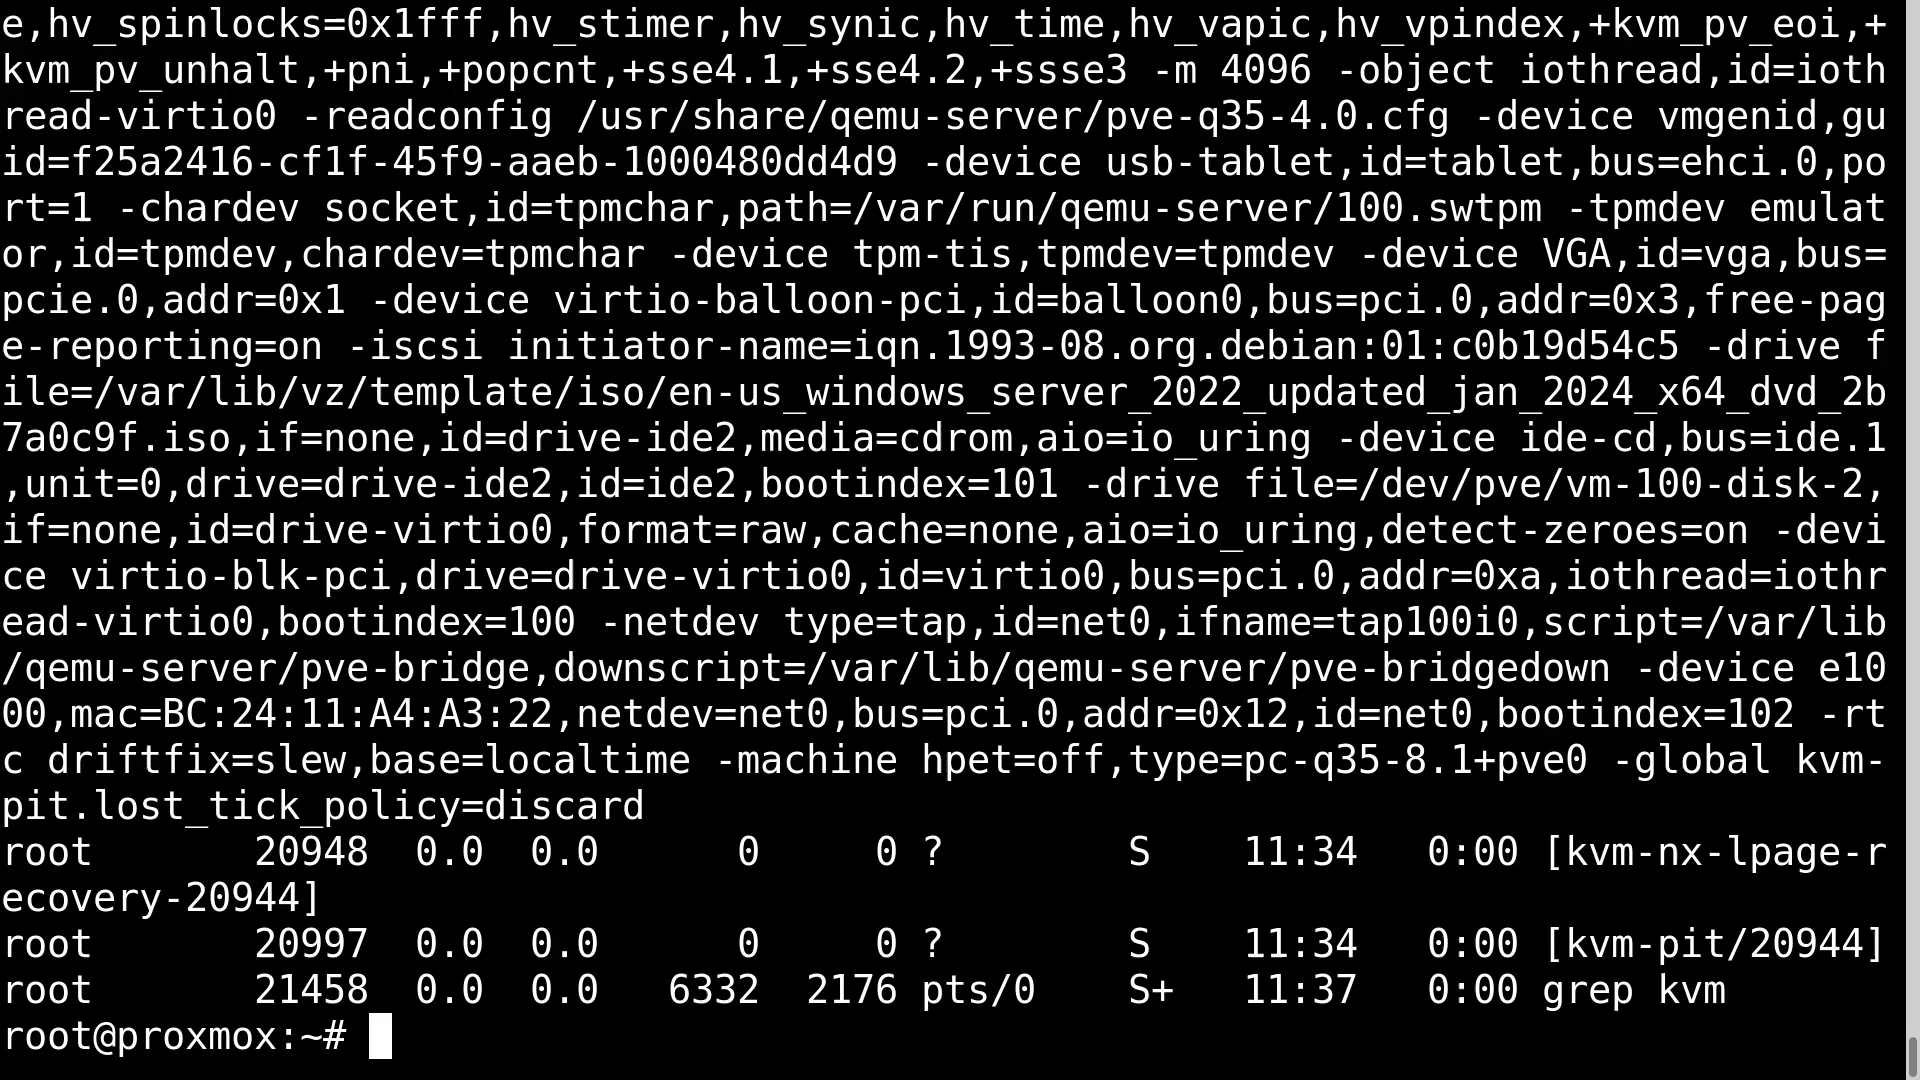 e,hv_spinlocks=0x1fff,hv_stimer,hv_synic,hv_time,hv_vapic,hv_vpindex,+kvm_pv_eoi,+
kvm_pv_unhalt,+pni,+popcnt,+sse4.1,+sse4.2,+ssse3 -m 4096 -object iothread,id=ioth
read-virtio0 -readconfig /usr/share/qemu-server/pve-q35-4.0.cfg -device vmgenid,gu
id=f25a2416-cf1f-45f9-aaeb-1000480dd4d9 -device usb-tablet,id=tablet,bus=ehci.0,po
rt=1 -chardev socket,id=tpmchar,path=/var/run/qemu-server/100.swtpm -tpmdev emulat
or,id=tpmdev,chardev=tpmchar -device tpm-tis,tpmdev=tpmdev -device VGA,id=vga,bus=
pcie.0,addr=0x1 -device virtio-balloon-pci,id=balloon0,bus=pci.0,addr=0x3,free-pag
e-reporting=on -iscsi initiator-name=iqn.1993-08.org.debian:01:c0b19d54c5 -drive f
ile=/var/lib/vz/template/iso/en-us_windows_server_2022_updated_jan_2024_x64_dvd_2b
7a0c9f.iso,if=none,id=drive-ide2,media=cdrom,aio=io_uring -device ide-cd,bus=ide.1
,unit=0,drive=drive-ide2,id=ide2,bootindex=101 -drive file=/dev/pve/vm-100-disk-2,
if=none,id=drive-virtio0,format=raw,cache=none,aio=io_uring,detect-zeroes=on -devi
ce virtio-blk-pci,drive=drive-virtio0,id=virtio0,bus=pci.0,addr=0xa,iothread=iothr
ead-virtio0,bootindex=100 -netdev type=tap,id=net0,ifname=tap100i0,script=/var/lib
/qemu-server/pve-bridge,downscript=/var/lib/qemu-server/pve-bridgedown -device e10
00,mac=BC:24:11:A4:A3:22,netdev=net0,bus=pci.0,addr=0x12,id=net0,bootindex=102 -rt
c driftfix=slew,base=localtime -machine hpet=off,type=pc-q35-8.1+pve0 -global kvm-
pit.lost_tick_policy=discard
root       20948  0.0  0.0      0     0 ?        S    11:34   0:00 [kvm-nx-lpage-r
ecovery-20944]
root       20997  0.0  0.0      0     0 ?        S    11:34   0:00 [kvm-pit/20944]
root       21458  0.0  0.0   6332  2176 pts/0    S+   11:37   0:00 grep kvm
root@proxmox:~#